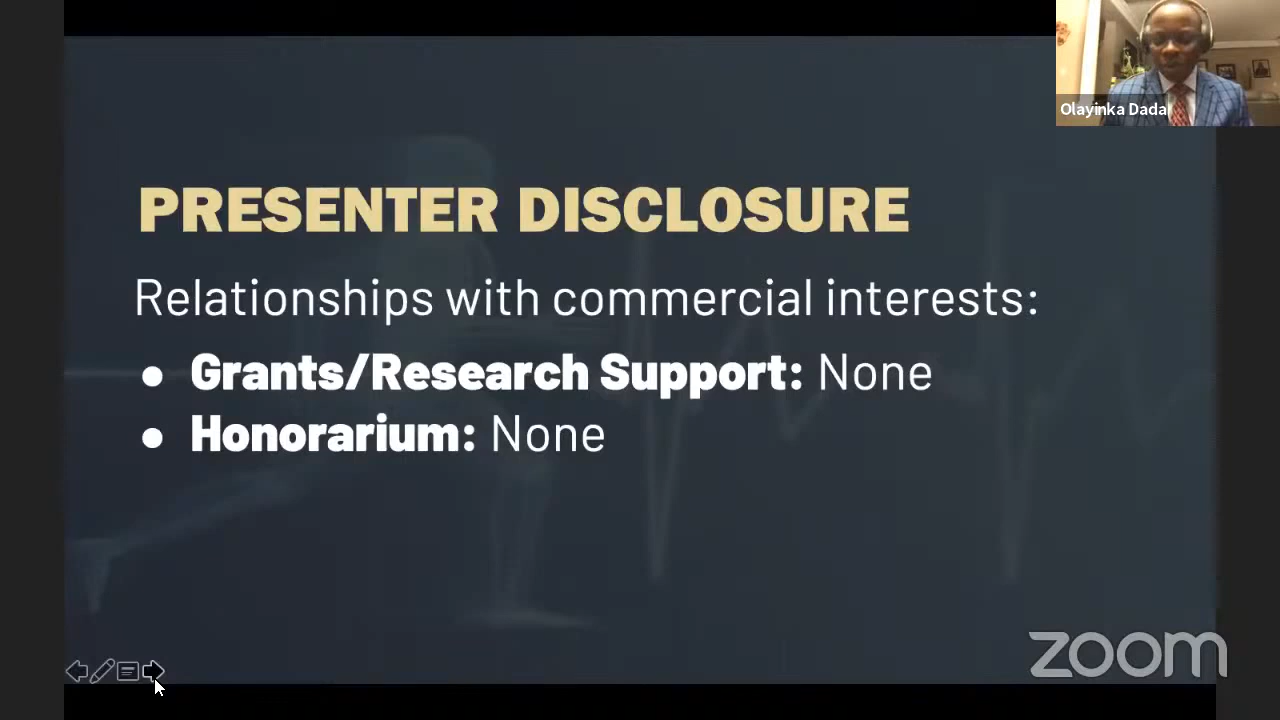 Olayinka Dada
PRESENTER DISCLOSURE
Relationships with commercial interests:
● Grants/Research Support: None
● Honorarium: None
zoom